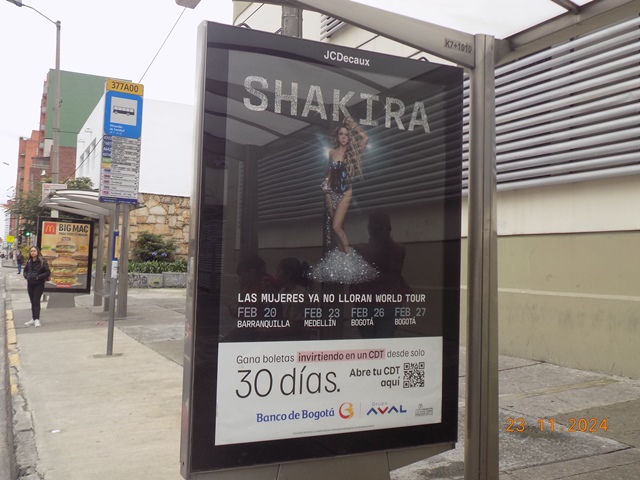 JCDecaux
SHAKIRA
LAS MUJERES YA NO LLORAN WORLD TOUR
FEB 20 FEB 23 FEB 26 FEB 27
BARRANQUILLA MEDELLÍN BOGOTÁ BOGOTÁ
Gana boletas invirtiendo en un CDT desde solo
30 días.
Abre tu CDT
aquí
Banco de Bogotá AVAL
377A00
BIG MAC
K7+1010
23 11 2024